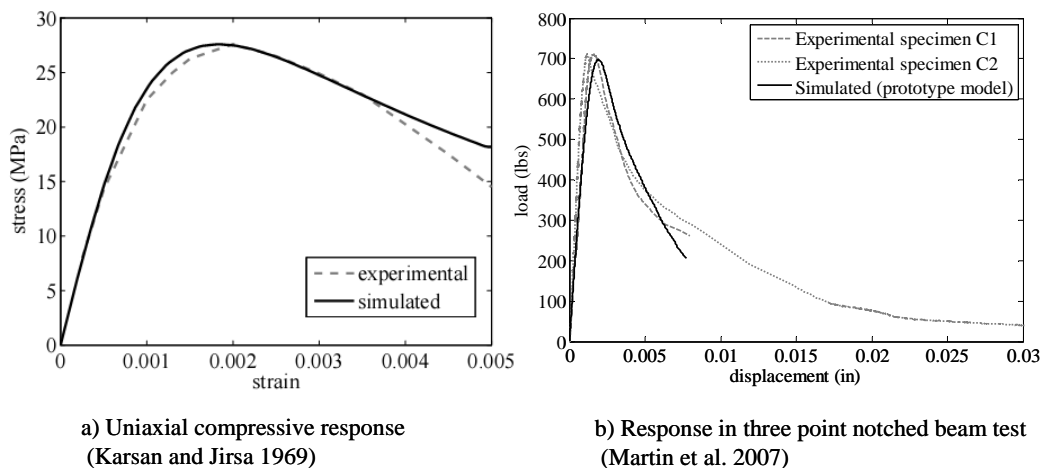 30
25
20
15
10
5
0
stress (MPa)
experimental
simulated
0 0.001 0.002 0.003 0.004 0.005
strain
a) Uniaxial compressive response
(Karsan and Jirsa 1969)
800
700
600
500
400
300
200
100
0
load (lbs)
Experimental specimen C1
Experimental specimen C2
Simulated (prototype model)
0 0.005 0.01 0.015 0.02 0.025 0.03
displacement (in)
b) Response in three point notched beam test
(Martin et al. 2007)